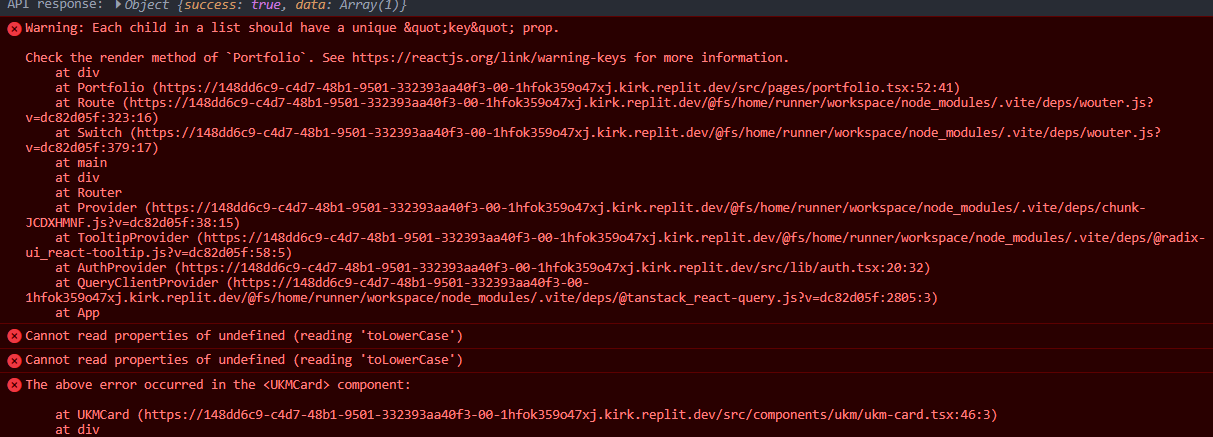 API response: ▶Object {success: true, data: Array(1)}
Warning: Each child in a list should have a unique &quot;key&quot; prop.
Check the render method of `Portfolio`. See https://reactjs.org/link/warning-keys for more information.
at div
at Portfolio (https://148dd6c9-c4d7-48b1-9501-332393aa40f3-00-1hfok359o47xj.kirk.replit.dev/src/pages/portfolio.tsx:52:41)
at Route (https://148dd6c9-c4d7-48b1-9501-332393aa40f3-00-1hfok359o47xj.kirk.replit.dev/@fs/home/runner/workspace/node_modules/.vite/deps/wouter.js?
v=dc82d05f:323:16)
at Switch (https://148dd6c9-c4d7-48b1-9501-332393aa40f3-00-1hfok359o47xj.kirk.replit.dev/@fs/home/runner/workspace/node_modules/.vite/deps/wouter.js?
v=dc82d05f:379:17)
at main
at div
at Router
at Provider (https://148dd6c9-c4d7-48b1-9501-332393aa40f3-00-1hfok359o47xj.kirk.replit.dev/@fs/home/runner/workspace/node_modules/.vite/deps/chunk-
JCDXHMNF.js?v=dc82d05f:38:15)
at TooltipProvider (https://148dd6c9-c4d7-48b1-9501-332393aa40f3-00-1hfok359o47xj.kirk.replit.dev/@fs/home/runner/workspace/node_modules/.vite/deps/@radix-
ui_react-tooltip.js?v=dc82d05f:58:5)
at AuthProvider (https://148dd6c9-c4d7-48b1-9501-332393aa40f3-00-1hfok359o47xj.kirk.replit.dev/src/lib/auth.tsx:20:32)
at QueryClientProvider (https://148dd6c9-c4d7-48b1-9501-332393aa40f3-00-
1hfok359o47xj.kirk.replit.dev/@fs/home/runner/workspace/node_modules/.vite/deps/@tanstack_react-query.js?v=dc82d05f:2805:3)
at App
Cannot read properties of undefined (reading 'toLowerCase')
Cannot read properties of undefined (reading 'toLowerCase')
The above error occurred in the <UKMCard> component:
at UKMCard (https://148dd6c9-c4d7-48b1-9501-332393aa40f3-00-1hfok359o47xj.kirk.replit.dev/src/components/ukm/ukm-card.tsx:46:3)
at div